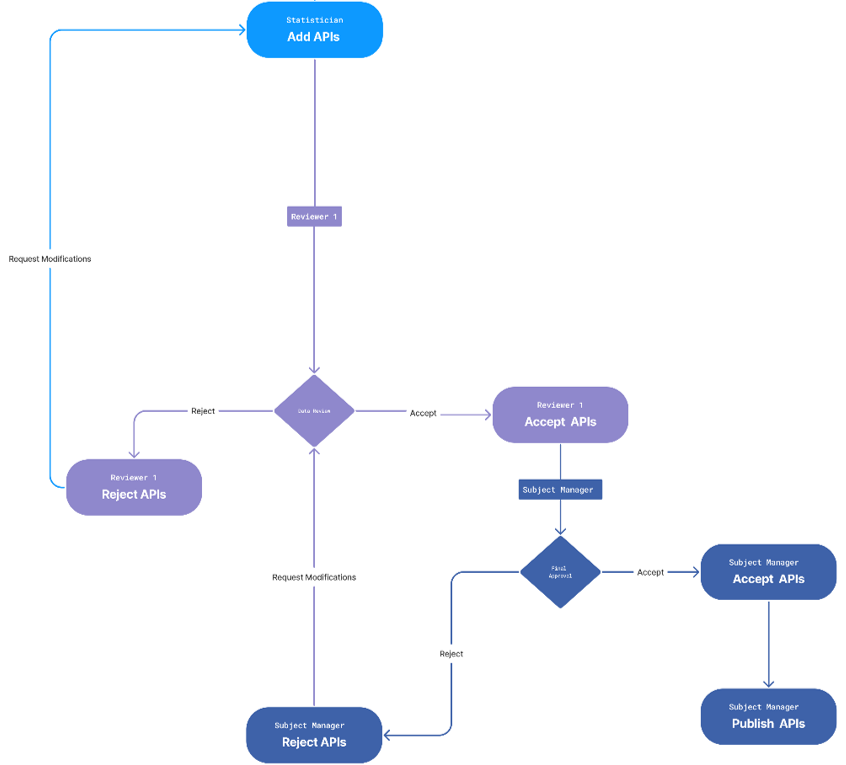 Statistician
Add APIs
Reviewer 1
Request Modifications
Reject
Data Review
Accept
Reviewer 1
Accept APIs
Reviewer 1
Reject APIs
Subject Manager
Final
Approval
Accept
Subject Manager
Accept APIs
Request Modifications
Reject
Subject Manager
Publish APIs
Subject Manager
Reject APIs